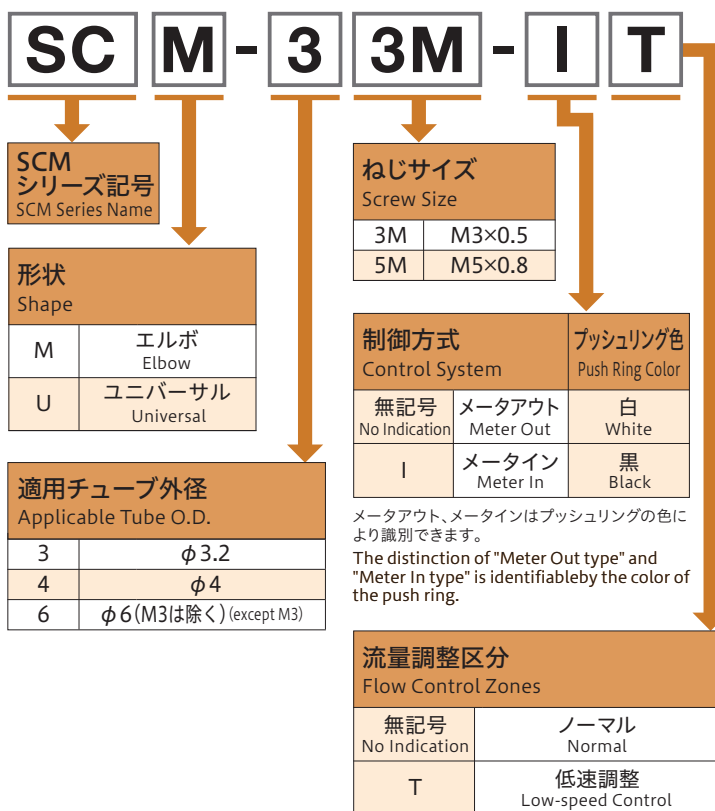 SCM-33M-IT
SCM
シリーズ記号
SCM Series Name
形状
Shape
M エルボ
Elbow
U ユニバーサル
Universal
適用チューブ外径
Applicable Tube O.D.
3 φ3.2
4 φ4
6 φ6(M3は除く)(except M3)
ねじサイズ
Screw Size
3M M3×0.5
5M M5×0.8
制御方式 プッシュリング色
Control System Push Ring Color
無記号 メータアウト 白
No Indication Meter Out White
I メータイン 黒
Meter In Black
メータアウト、メータインはプッシュリングの色に
より識別できます。
The distinction of "Meter Out type" and
"Meter In type" is identifiableby the color of
the push ring.
流量調整区分
Flow Control Zones
無記号 ノーマル
No Indication Normal
T 低速調整
Low-speed Control